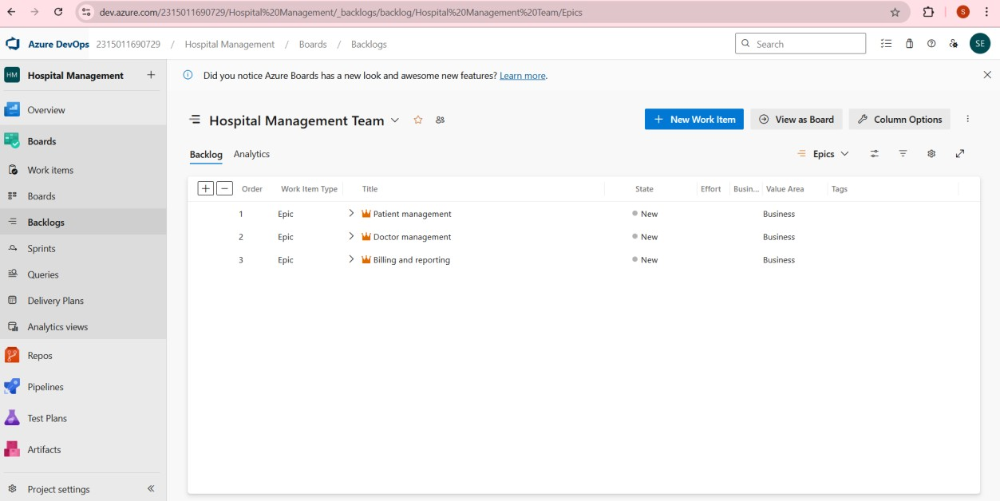 dev.azure.com/2315011690729/Hospital%20Management/_backlogs/backlog/Hospital%20Management%20Team/Epics
S
Azure DevOps 2315011690729 / Hospital Management / Boards / Backlogs
Search
SE
HM Hospital Management
Did you notice Azure Boards has a new look and awesome new features? Learn more.
Overview
Boards
Work items
Boards
Backlogs
Sprints
Queries
Delivery Plans
Analytics views
Repos
Pipelines
Test Plans
Artifacts
Project settings
Hospital Management Team
New Work Item
View as Board
Column Options
Backlog Analytics
Epics
Order Work Item Type Title State Effort Busin... Value Area Tags
1 Epic Patient management New Business
2 Epic Doctor management New Business
3 Epic Billing and reporting New Business